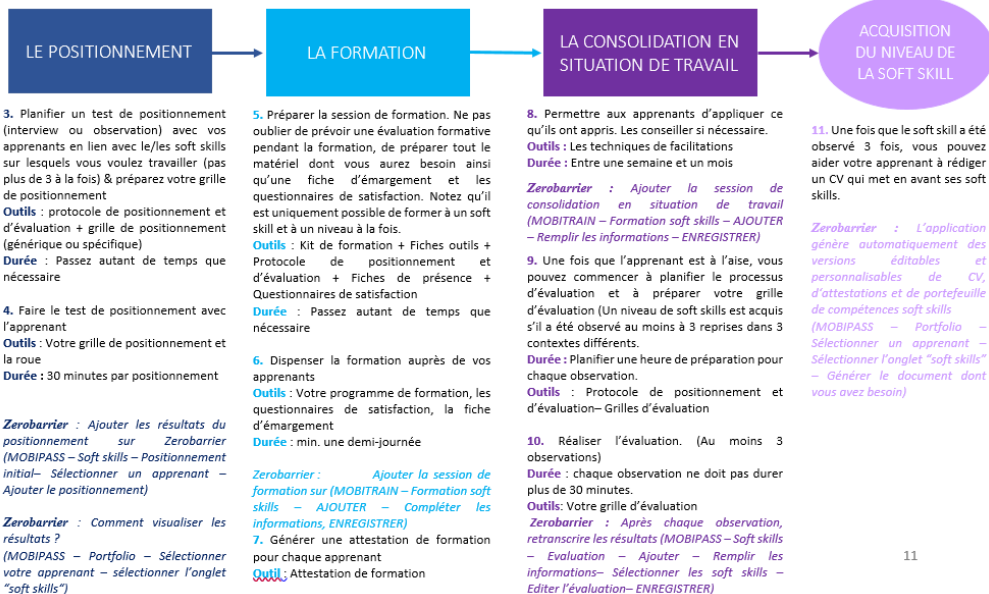 LE POSITIONNEMENT
3. Planifier un test de positionnement
(interview ou observation) avec vos
apprenants en lien avec le/les soft skills
sur lesquels vous voulez travailler (pas
plus de 3 à la fois) & préparez votre grille
de positionnement
Outils : protocole de positionnement et
d’évaluation + grille de positionnement
(générique ou spécifique)
Durée : Passez autant de temps que
nécessaire
4. Faire le test de positionnement avec
l’apprenant
Outils : Votre grille de positionnement et
la roue
Durée : 30 minutes par positionnement
Zerobarrier : Ajouter les résultats du
positionnement sur Zerobarrier
(MOBIPASS – Soft skills – Positionnement
initial– Sélectionner un apprenant –
Ajouter le positionnement)
Zerobarrier : Comment visualiser les
résultats ?
(MOBIPASS – Portfolio – Sélectionner
votre apprenant – sélectionner l’onglet
“soft skills“)
LA FORMATION
5. Préparer la session de formation. Ne pas
oublier de prévoir une évaluation formative
pendant la formation, de préparer tout le
matériel dont vous aurez besoin ainsi
qu’une fiche d’émargement et les
questionnaires de satisfaction. Notez qu’il
est uniquement possible de former à un soft
skill et à un niveau à la fois.
Outils : Kit de formation + Fiches outils +
Protocole de positionnement et
d’évaluation + Fiches de présence +
Questionnaires de satisfaction
Durée : Passez autant de temps que
nécessaire
6. Dispenser la formation auprès de vos
apprenants
Outils : Votre programme de formation, les
questionnaires de satisfaction, la fiche
d’émargement
Durée : min. une demi-journée
Zerobarrier : Ajouter la session de
formation sur (MOBITRAIN – Formation soft
skills – AJOUTER – Compléter les
informations, ENREGISTRER)
7. Générer une attestation de formation
pour chaque apprenant
Outil : Attestation de formation
LA CONSOLIDATION EN
SITUATION DE TRAVAIL
8. Permettre aux apprenants d’appliquer ce
qu’ils ont appris. Les conseiller si nécessaire.
Outils : Les techniques de facilitations
Durée : Entre une semaine et un mois
Zerobarrier : Ajouter la session de
consolidation en situation de travail
(MOBITRAIN – Formation soft skills – AJOUTER
– Remplir les informations – ENREGISTRER)
9. Une fois que l’apprenant est à l’aise, vous
pouvez commencer à planifier le processus
d’évaluation et à préparer votre grille
d’évaluation (Un niveau de soft skills est acquis
s’il a été observé au moins à 3 reprises dans 3
contextes différents.
Durée : Planifier une heure de préparation pour
chaque observation.
Outils : Protocole de positionnement et
d’évaluation– Grilles d’évaluation
10. Réaliser l’évaluation. (Au moins 3
observations)
Durée : chaque observation ne doit pas durer
plus de 30 minutes.
Outils: Votre grille d’évaluation
Zerobarrier : Après chaque observation,
retranscrire les résultats (MOBIPASS – Soft skills
– Evaluation – Ajouter – Remplir les
informations– Sélectionner les soft skills –
Editer l’évaluation– ENREGISTRER)
ACQUISITION
DU NIVEAU DE
LA SOFT SKILL
11. Une fois que le soft skill a été
observé 3 fois, vous pouvez
aider votre apprenant à rédiger
un CV qui met en avant ses soft
skills.
Zerobarrier : L’application
génère automatiquement des
versions éditables et
personnalisables de CV,
d’attestations et de portefeuille
de compétences soft skills
(MOBIPASS – Portfolio –
Sélectionner un apprenant –
Sélectionner l’onglet “soft skills”
– Générer le document dont
vous avez besoin)
11